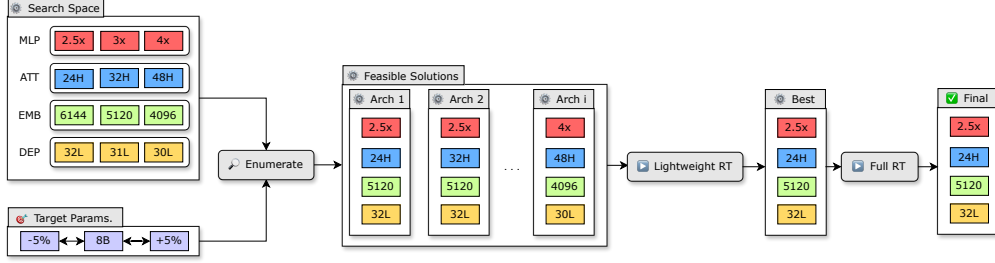 Search Space
MLP 2.5x 3x 4x
ATT 24H 32H 48H
EMB 6144 5120 4096
DEP 32L 31L 30L
Target Params.
-5% 8B +5%
Enumerate
Feasible Solutions
Arch 1
2.5x
24H
5120
32L
Arch 2
2.5x
32H
5120
32L
. . .
Arch i
4x
48H
4096
30L
Lightweight RT
Best
2.5x
24H
5120
32L
Full RT
Final
2.5x
24H
5120
32L